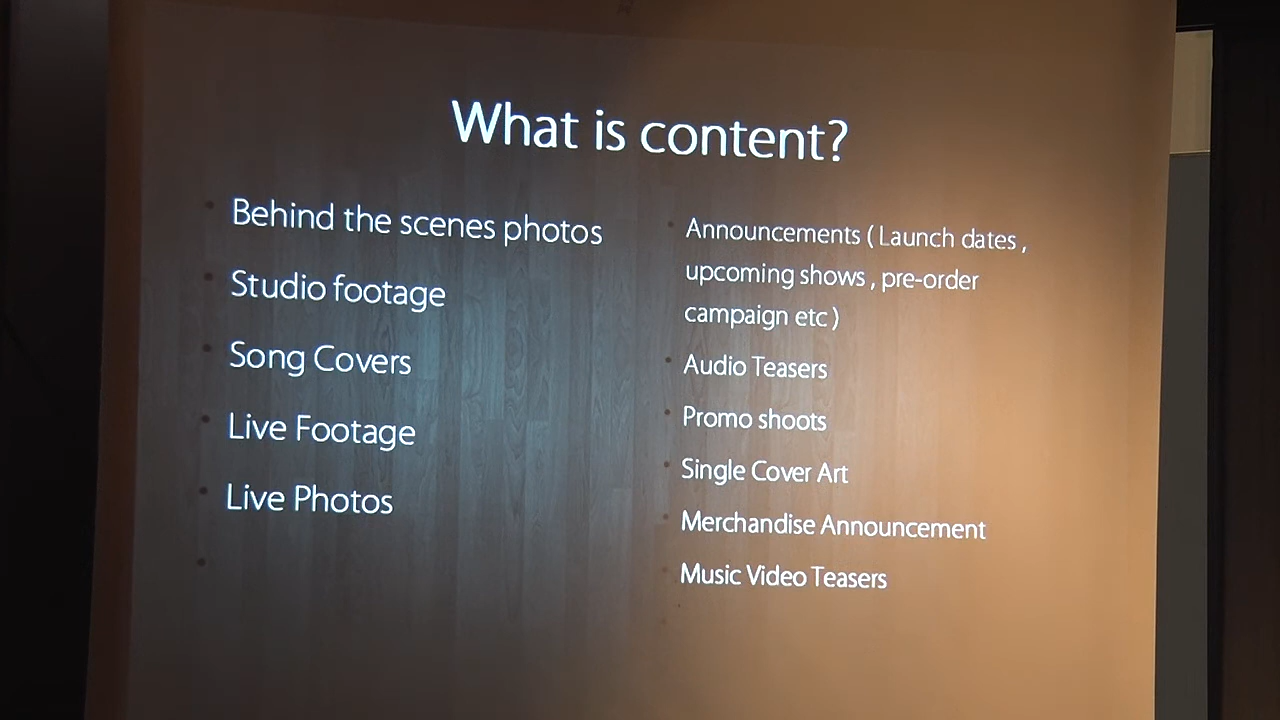 What is content?
Behind the scenes photos
Studio footage
Song Covers
Live Footage
Live Photos
Announcements ( Launch dates ,
upcoming shows , pre-order
campaign etc )
Audio Teasers
Promo shoots
Single Cover Art
Merchandise Announcement
Music Video Teasers